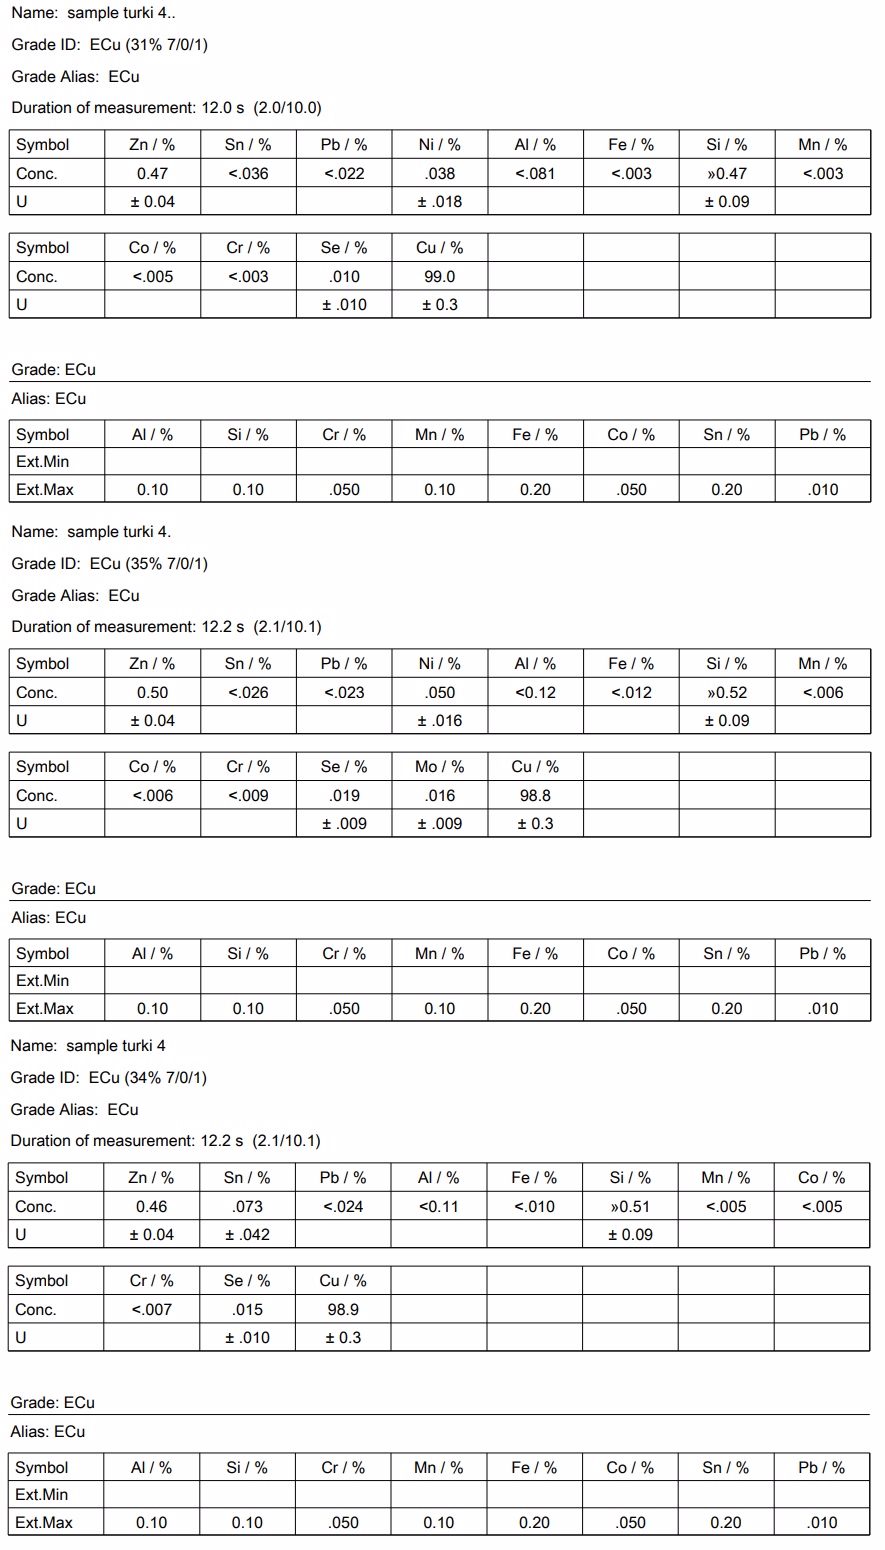 Name: sample turki 4..
Grade ID: ECu (31% 7/0/1)
Grade Alias: ECu
Duration of measurement: 12.0 s (2.0/10.0)
Symbol Zn / % Sn / % Pb / % Ni / % Al / % Fe / % Si / % Mn / %
Conc. 0.47 <.036 <.022 .038 <.081 <.003 »0.47 <.003
U ± 0.04 ± .018 ± 0.09
Symbol Co / % Cr / % Se / % Cu / %
Conc. <.005 <.003 .010 99.0
U ± .010 ± 0.3
Grade: ECu
Alias: ECu
Symbol Al / % Si / % Cr / % Mn / % Fe / % Co / % Sn / % Pb / %
Ext.Min
Ext.Max 0.10 0.10 .050 0.10 0.20 .050 0.20 .010
Name: sample turki 4.
Grade ID: ECu (35% 7/0/1)
Grade Alias: ECu
Duration of measurement: 12.2 s (2.1/10.1)
Symbol Zn / % Sn / % Pb / % Ni / % Al / % Fe / % Si / % Mn / %
Conc. 0.50 <.026 <.023 .050 <0.12 <.012 »0.52 <.006
U ± 0.04 ± .016 ± 0.09
Symbol Co / % Cr / % Se / % Mo / % Cu / %
Conc. <.006 <.009 .019 .016 98.8
U ± .009 ± .009 ± 0.3
Grade: ECu
Alias: ECu
Symbol Al / % Si / % Cr / % Mn / % Fe / % Co / % Sn / % Pb / %
Ext.Min
Ext.Max 0.10 0.10 .050 0.10 0.20 .050 0.20 .010
Name: sample turki 4
Grade ID: ECu (34% 7/0/1)
Grade Alias: ECu
Duration of measurement: 12.2 s (2.1/10.1)
Symbol Zn / % Sn / % Pb / % Al / % Fe / % Si / % Mn / % Co / %
Conc. 0.46 .073 <.024 <0.11 <.010 »0.51 <.005 <.005
U ± 0.04 ± .042 ± 0.09
Symbol Cr / % Se / % Cu / %
Conc. <.007 .015 98.9
U ± .010 ± 0.3
Grade: ECu
Alias: ECu
Symbol Al / % Si / % Cr / % Mn / % Fe / % Co / % Sn / % Pb / %
Ext.Min
Ext.Max 0.10 0.10 .050 0.10 0.20 .050 0.20 .010